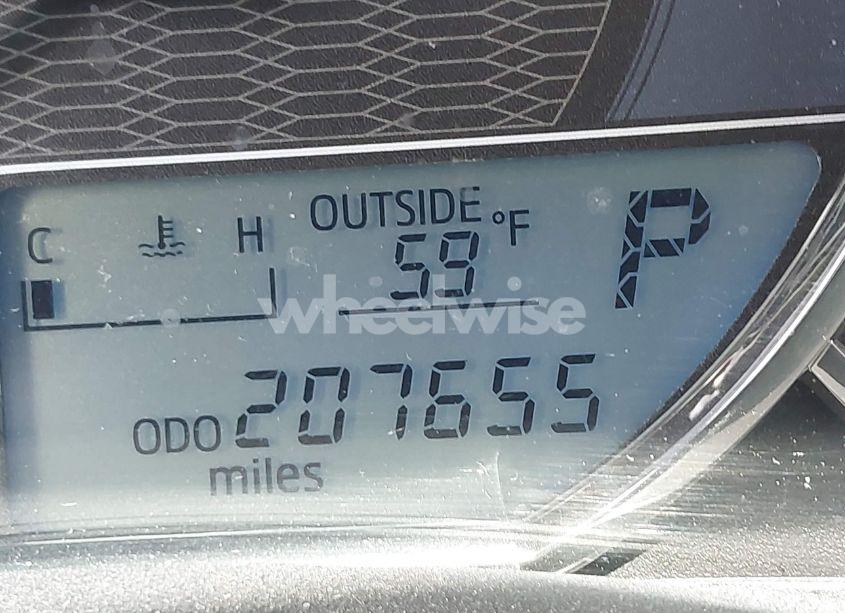 OUTSIDE
C H °F P
59
wheelwise
ODO 207655
miles